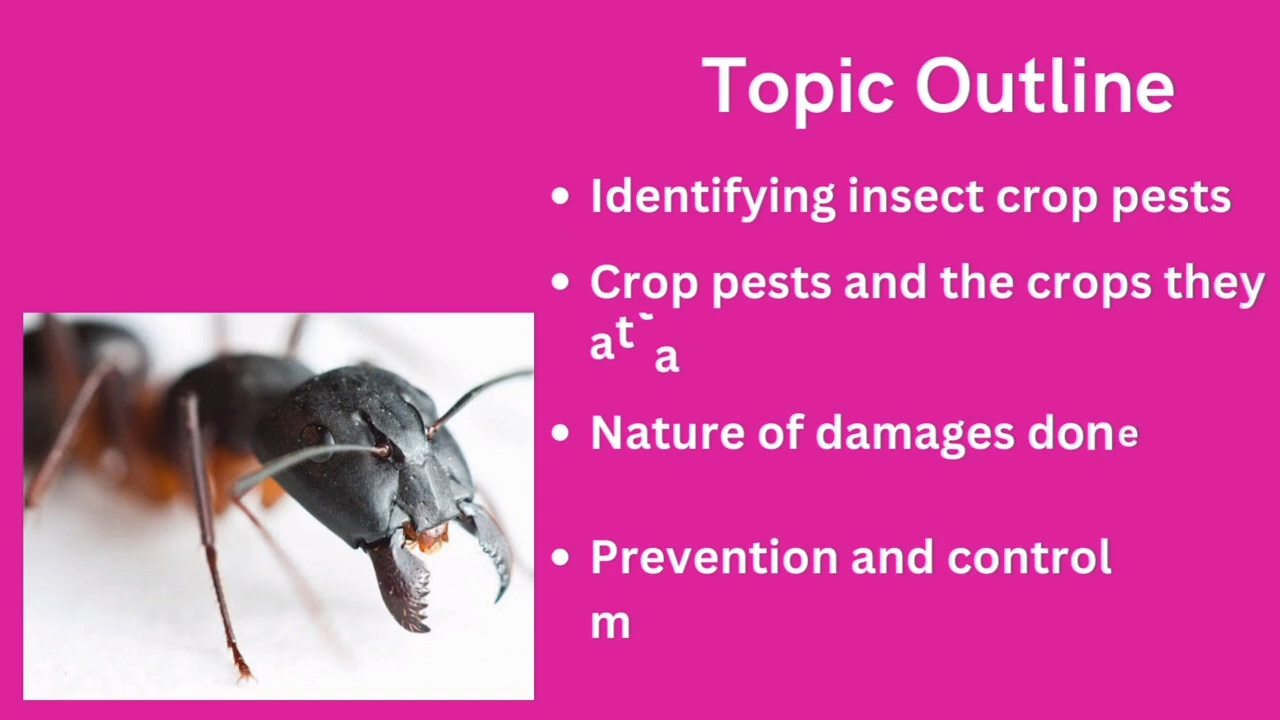 Topic Outline
• Identifying insect crop pests
• Crop pests and the crops they
• Nature of damages done
• Prevention and control
m